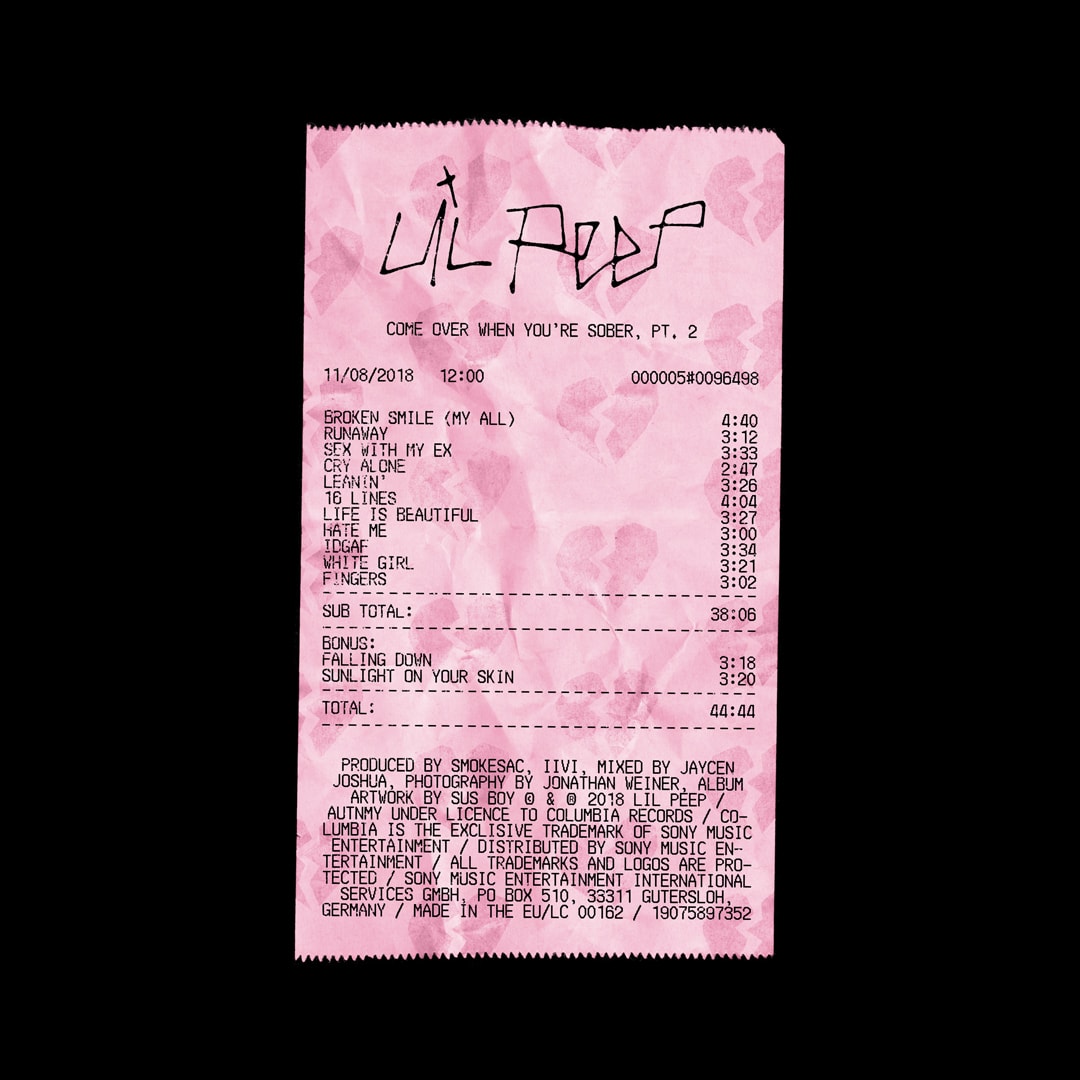 LIL PEEP
COME OVER WHEN YOU'RE SOBER, PT. 2
11/08/2018 12:00 000005#0096498
BROKEN SMILE (MY ALL) 4:40
RUNAWAY 3:12
SEX WITH MY EX 3:33
CRY ALONE 2:47
LEANIN' 3:26
16 LINES 4:04
LIFE IS BEAUTIFUL 3:27
HATE ME 3:00
IDGAF 3:34
WHITE GIRL 3:21
FINGERS 3:02
SUB TOTAL: 38:06
BONUS:
FALLING DOWN 3:18
SUNLIGHT ON YOUR SKIN 3:20
TOTAL: 44:44
PRODUCED BY SMOKESAC, IIVI, MIXED BY JAYCEN
JOSHUA, PHOTOGRAPHY BY JONATHAN WEINER, ALBUM
ARTWORK BY SUS BOY © & ® 2018 LIL PEEP /
AUTNMY UNDER LICENCE TO COLUMBIA RECORDS / CO-
LUMBIA IS THE EXCLISIVE TRADEMARK OF SONY MUSIC
ENTERTAINMENT / DISTRIBUTED BY SONY MUSIC EN-
TERTAINMENT / ALL TRADEMARKS AND LOGOS ARE PRO-
TECTED / SONY MUSIC ENTERTAINMENT INTERNATIONAL
SERVICES GMBH, PO BOX 510, 33311 GUTERSLOH,
GERMANY / MADE IN THE EU/LC 00162 / 19075897352